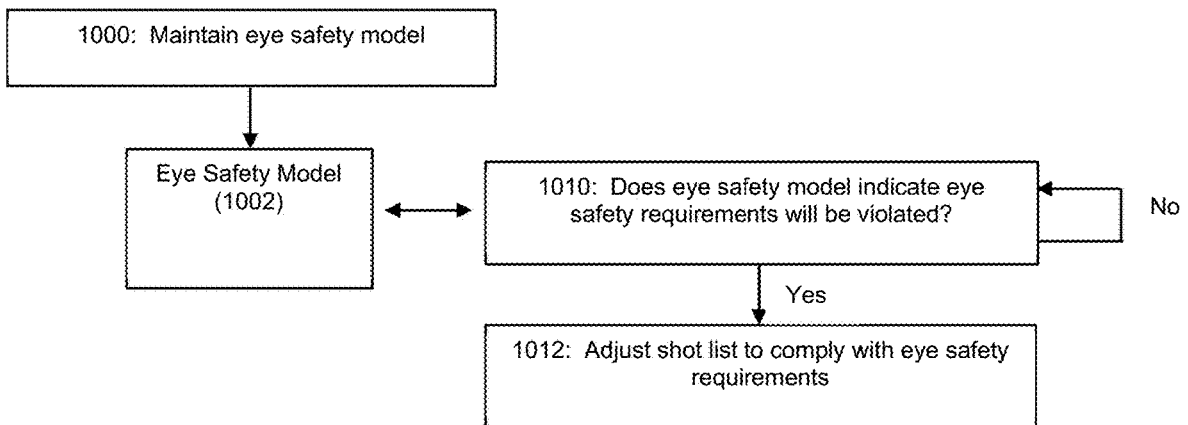 1000:  Maintain eye safety model
Eye Safety Model
(1002)
1010:  Does eye safety model indicate eye
safety requirements will be violated?
No
Yes
1012:  Adjust shot list to comply with eye safety
requirements